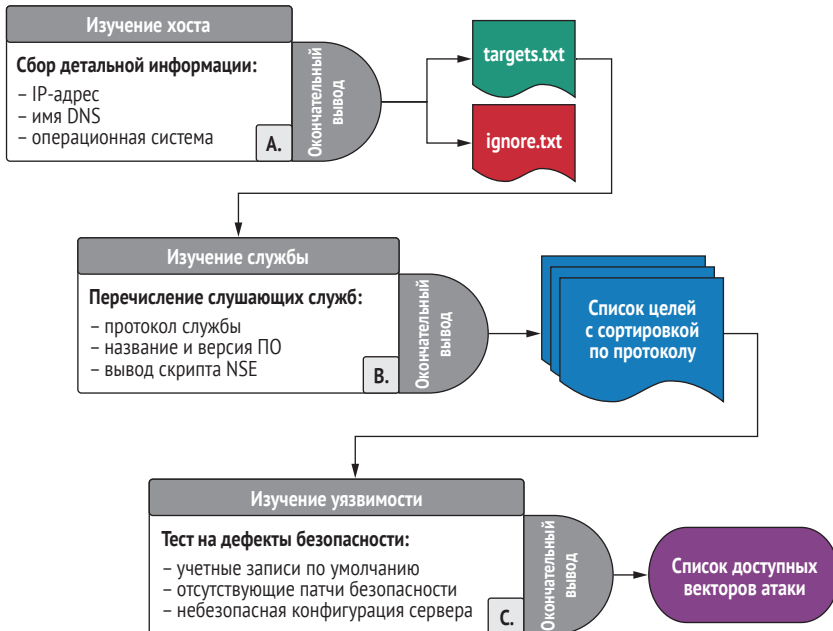 Изучение хоста
Сбор детальной информации:
– IP-адрес
– имя DNS
– операционная система
A.
Окончательный
вывод
targets.txt
ignore.txt
Изучение службы
Перечисление слушающих служб:
– протокол службы
– название и версия ПО
– вывод скрипта NSE
B.
Окончательный
вывод
Список целей
с сортировкой
по протоколу
Изучение уязвимости
Тест на дефекты безопасности:
– учетные записи по умолчанию
– отсутствующие патчи безопасности
– небезопасная конфигурация сервера
C.
Окончательный
вывод
Список доступных
векторов атаки